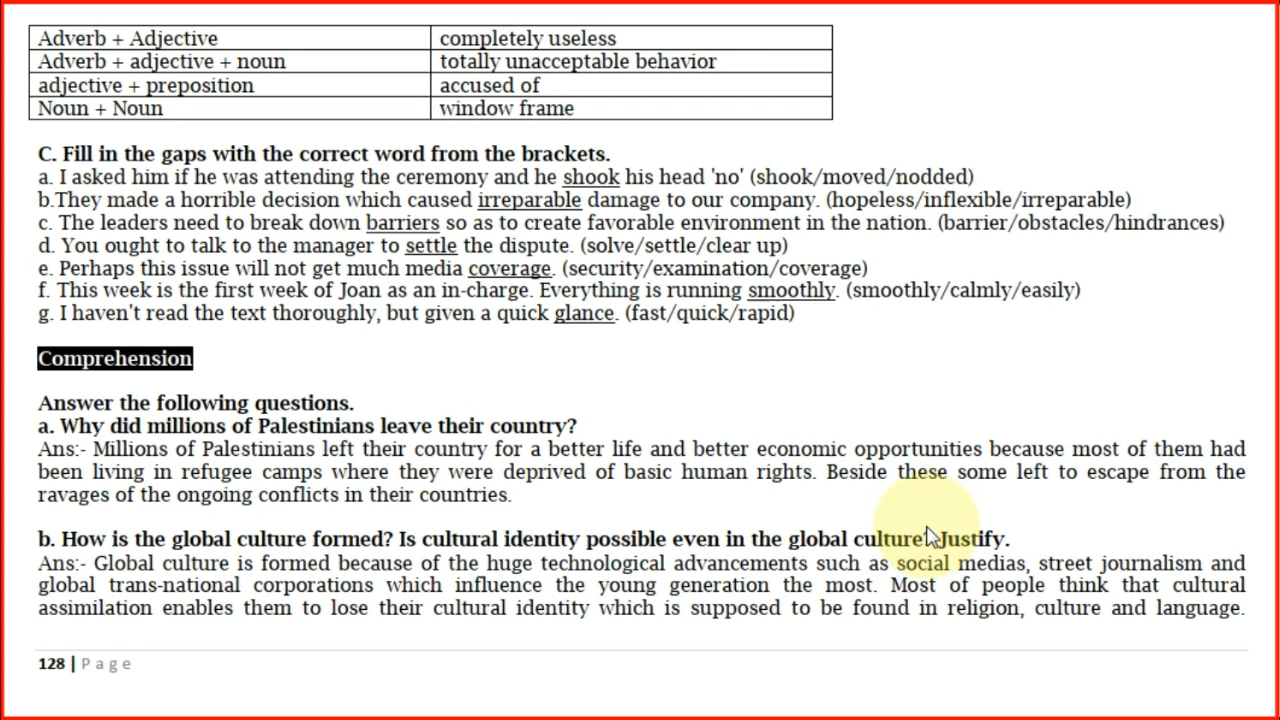 Adverb + Adjective completely useless
Adverb + adjective + noun totally unacceptable behavior
adjective + preposition accused of
Noun + Noun window frame
C. Fill in the gaps with the correct word from the brackets.
a. I asked him if he was attending the ceremony and he shook his head 'no' (shook/moved/nodded)
b.They made a horrible decision which caused irreparable damage to our company. (hopeless/inflexible/irreparable)
c. The leaders need to break down barriers so as to create favorable environment in the nation. (barrier/obstacles/hindrances)
d. You ought to talk to the manager to settle the dispute. (solve/settle/clear up)
e. Perhaps this issue will not get much media coverage. (security/examination/coverage)
f. This week is the first week of Joan as an in-charge. Everything is running smoothly. (smoothly/calmly/easily)
g. I haven't read the text thoroughly, but given a quick glance. (fast/quick/rapid)
Comprehension
Answer the following questions.
a. Why did millions of Palestinians leave their country?
Ans:- Millions of Palestinians left their country for a better life and better economic opportunities because most of them had
been living in refugee camps where they were deprived of basic human rights. Beside these some left to escape from the
ravages of the ongoing conflicts in their countries.
b. How is the global culture formed? Is cultural identity possible even in the global culture? Justify.
Ans:- Global culture is formed because of the huge technological advancements such as social medias, street journalism and
global trans-national corporations which influence the young generation the most. Most of people think that cultural
assimilation enables them to lose their cultural identity which is supposed to be found in religion, culture and language.
128 | Page